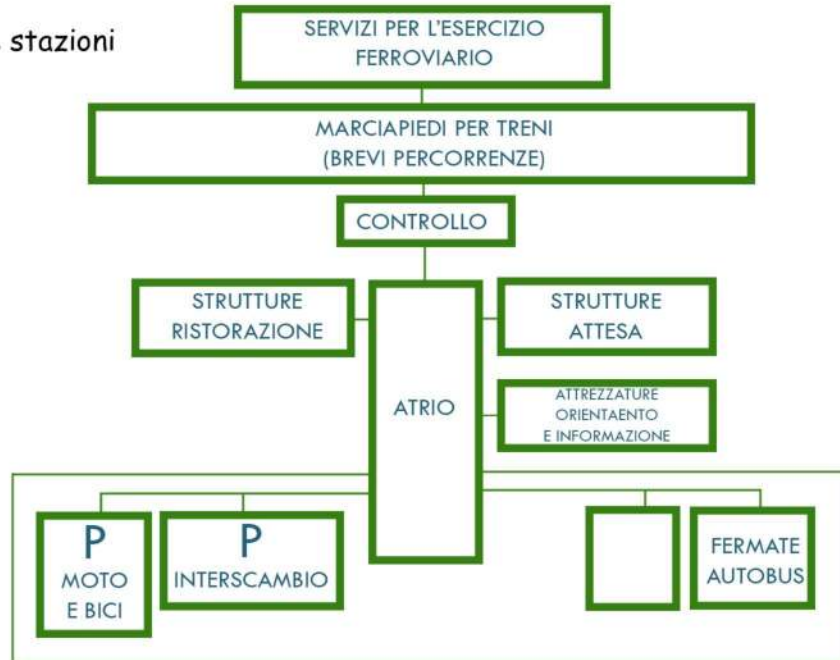 stazioni
SERVIZI PER L'ESERCIZIO
FERROVIARIO
MARCIAPIEDI PER TRENI
(BREVI PERCORRENZE)
CONTROLLO
STRUTTURE
RISTORAZIONE
STRUTTURE
ATTESA
ATRIO
ATTREZZATURE
ORIENTAENTO
E INFORMAZIONE
P
MOTO
E BICI
P
INTERSCAMBIO
FERMATE
AUTOBUS